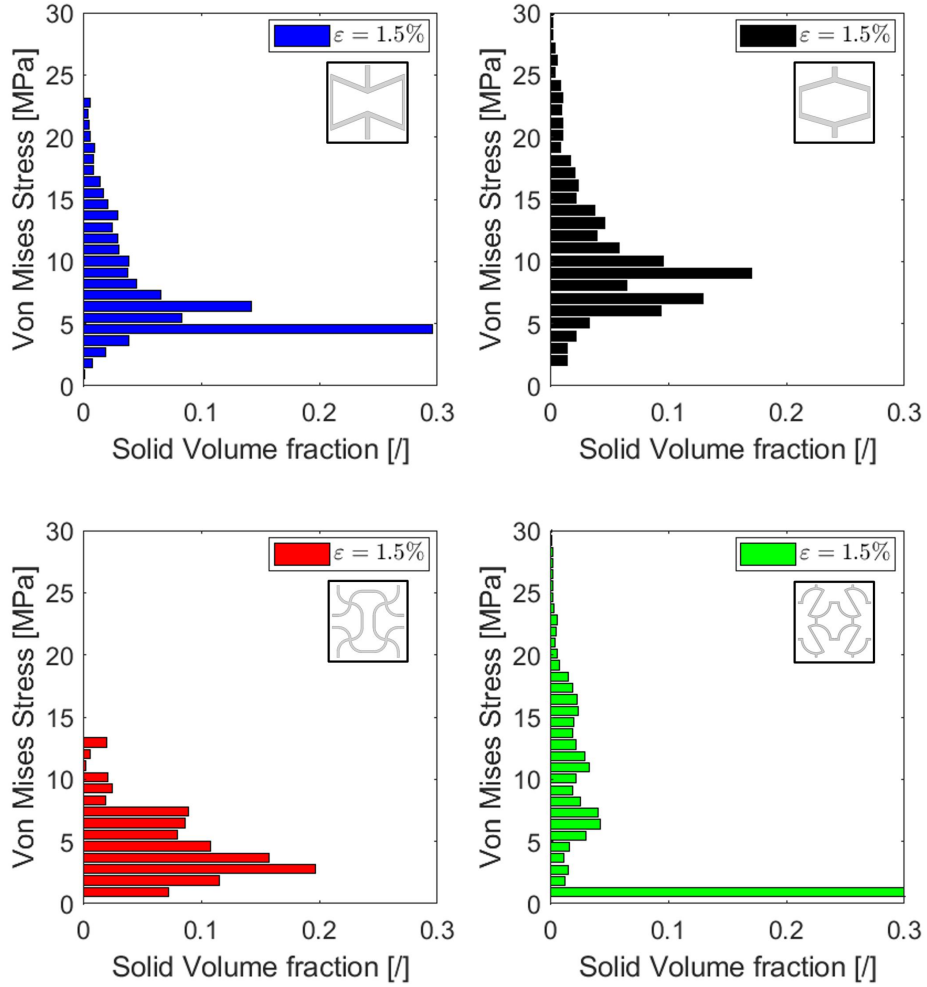 30
25
20
15
10
5
0
Von Mises Stress [MPa]
ε = 1.5%
0 0.1 0.2 0.3
Solid Volume fraction [/]
30
25
20
15
10
5
0
Von Mises Stress [MPa]
ε = 1.5%
0 0.1 0.2 0.3
Solid Volume fraction [/]
30
25
20
15
10
5
0
Von Mises Stress [MPa]
ε = 1.5%
0 0.1 0.2 0.3
Solid Volume fraction [/]
30
25
20
15
10
5
0
Von Mises Stress [MPa]
ε = 1.5%
0 0.1 0.2 0.3
Solid Volume fraction [/]